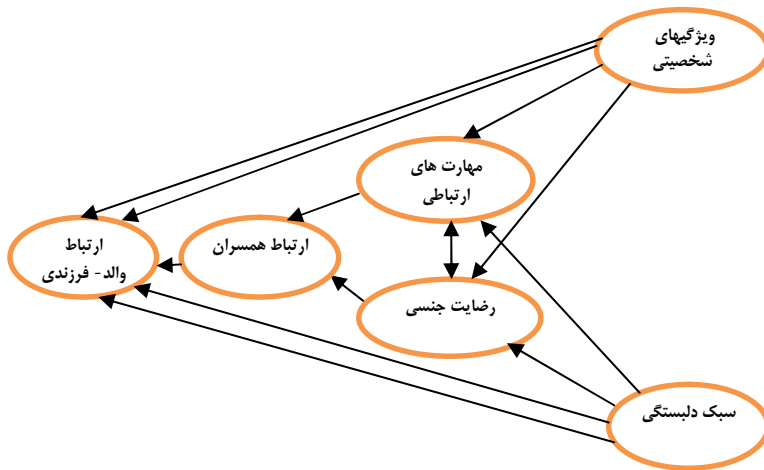 ویژگیهای
شخصیتی
مهارت های
ارتباطی
ارتباط
والد- فرزندی
ارتباط همسران
رضایت جنسی
سبک دلبستگی